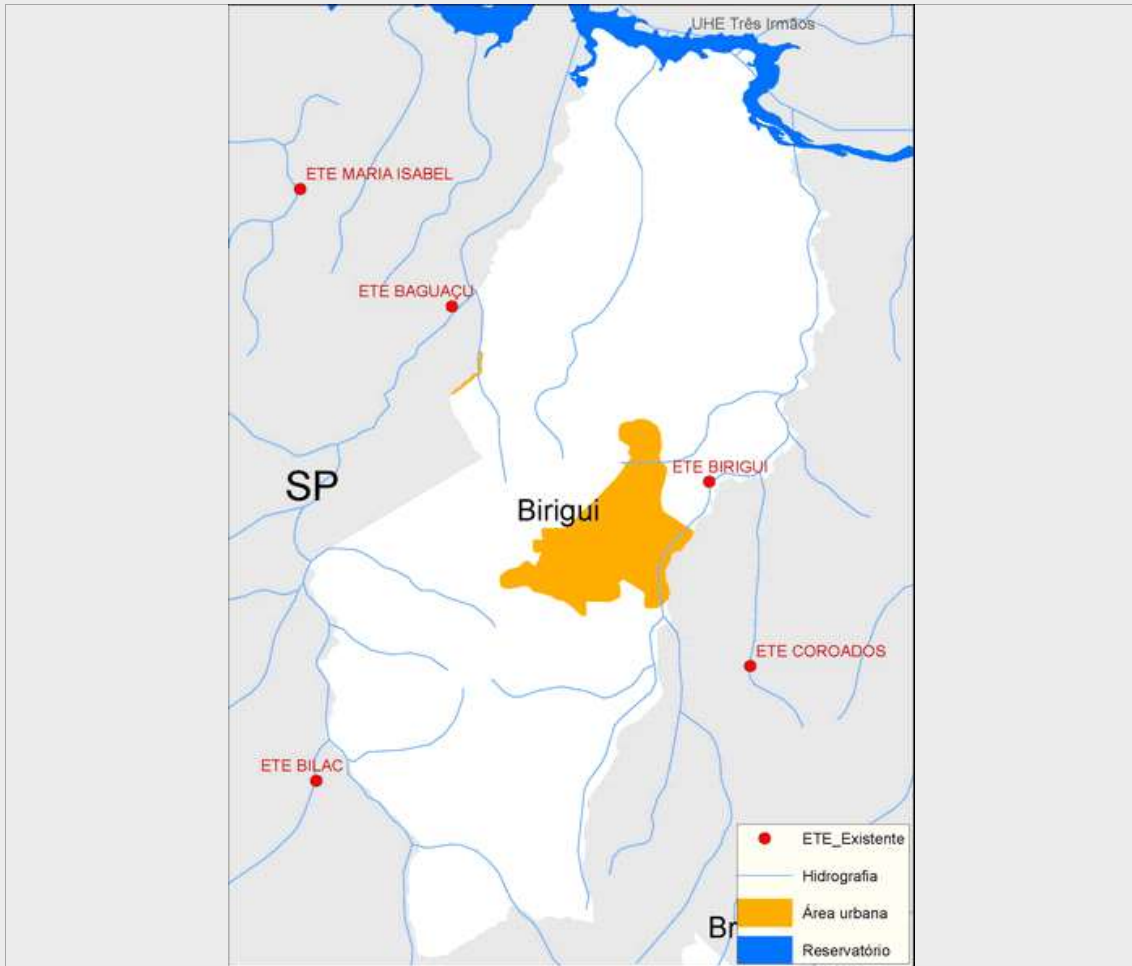 UHE Três Irmãos
ETE MARIA ISABEL
ETE BAGUAÇU
ETE BIRIGUI
SP
Birigui
ETE COROADOS
ETE BILAC
ETE_Existente
Hidrografia
Área urbana
Br
Reservatório